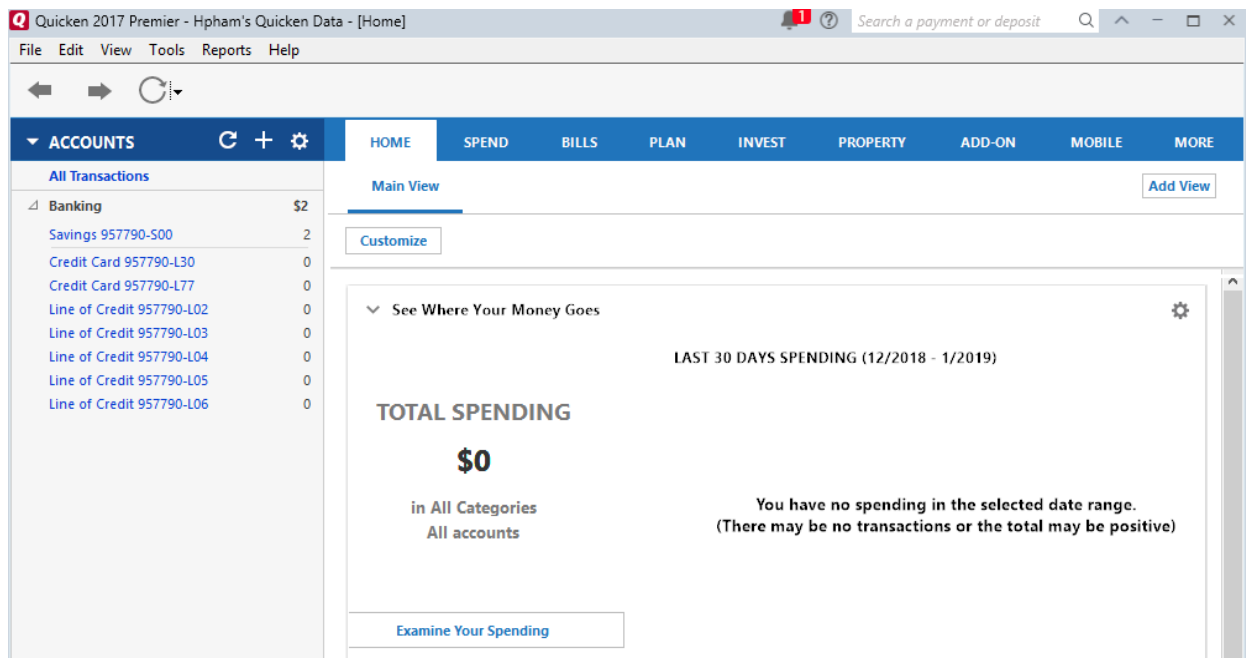 Quicken 2017 Premier - Hpham's Quicken Data - [Home]
1
?
Search a payment or deposit
File Edit View Tools Reports Help
ACCOUNTS
HOME SPEND BILLS PLAN INVEST PROPERTY ADD-ON MOBILE MORE
All Transactions
Main View
Add View
Banking $2
Savings 957790-S00 2
Customize
Credit Card 957790-L30 0
Credit Card 957790-L77 0
Line of Credit 957790-L02 0
Line of Credit 957790-L03 0
Line of Credit 957790-L04 0
Line of Credit 957790-L05 0
Line of Credit 957790-L06 0
See Where Your Money Goes
LAST 30 DAYS SPENDING (12/2018 - 1/2019)
TOTAL SPENDING
$0
in All Categories
All accounts
You have no spending in the selected date range.
(There may be no transactions or the total may be positive)
Examine Your Spending